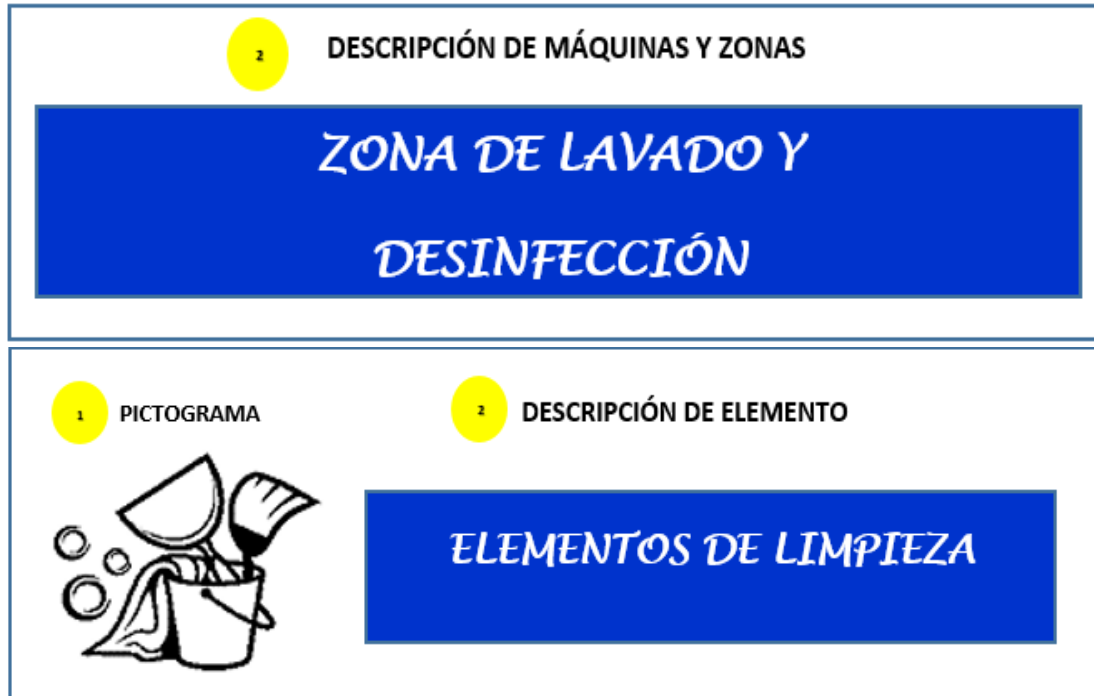 2 DESCRIPCIÓN DE MÁQUINAS Y ZONAS
ZONA DE LAVADO Y
DESINFECCIÓN
1 PICTOGRAMA
2 DESCRIPCIÓN DE ELEMENTO
ELEMENTOS DE LIMPIEZA